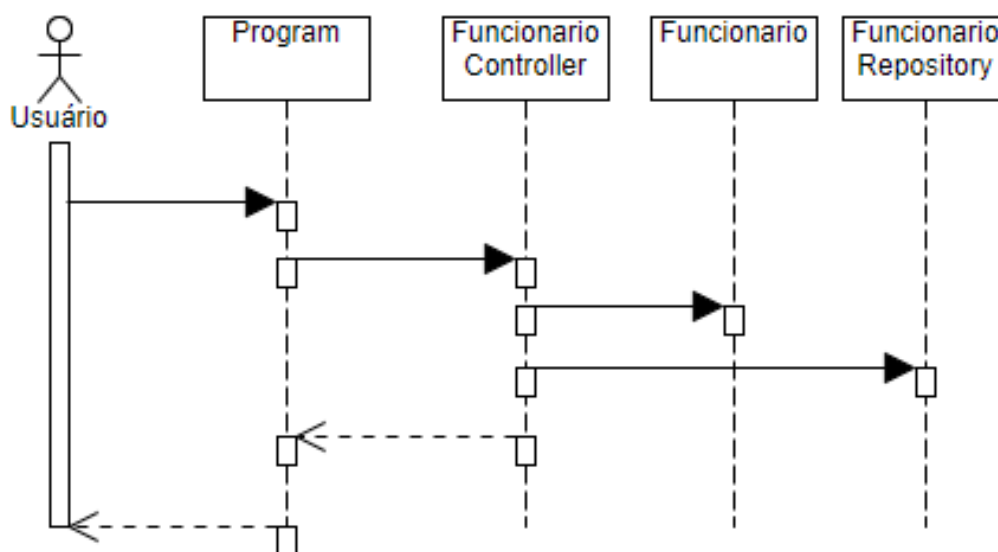 Program
Funcionario
Controller
Funcionario
Funcionario
Repository
Usuário